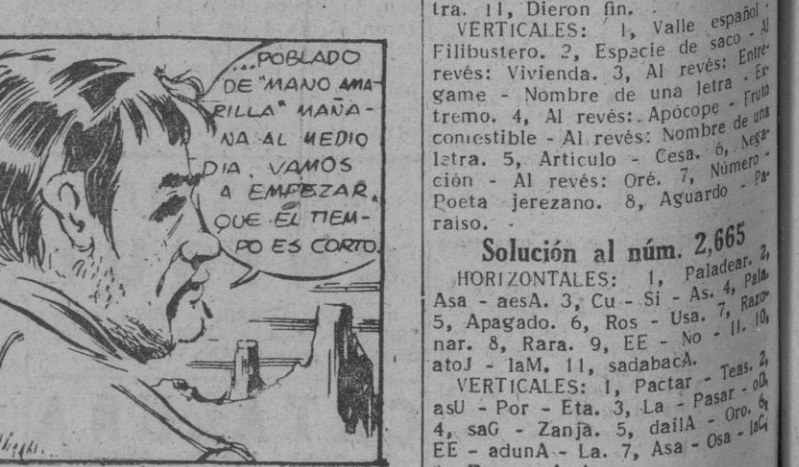 ...POBLADO
DE "MANO AMA-
RILLA" MAÑA-
NA AL MEDIO
DIA. VAMOS
A EMPEZAR,
QUE EL TIEM-
PO ES CORTO.
tra. 11, Dieron fin.
VERTICALES: 1, Valle español - Al
Filibustero. 2, Especie de saco - Al
revés: Vivienda. 3, Al revés: Entré-
game - Nombre de una letra - Ex-
tremo. 4, Al revés: Apócope - Fruto
comestible - Al revés: Nombre de una
letra. 5, Artículo - Cesa. 6, Nega-
ción - Al revés: Oré. 7, Número -
Poeta jerezano. 8, Aguardo - Pa-
raíso.
Solución al núm. 2,665
HORIZONTALES: 1, Paladear. 2,
Asa - aesA. 3, Cu - Si - As. 4, Pala.
5, Apagado. 6, Ros - Usa. 7, Razo-
nar. 8, Rara. 9, EE - No - II. 10,
atoJ - laM. 11, sadabacA.
VERTICALES: 1, Pactar - Teas. 2,
asU - Por - Eta. 3, La - Pasar - oD.
4, saG - Zanja. 5, dailA - Oro. 6,
EE - adunA - La. 7, Asa - Osa - laC.